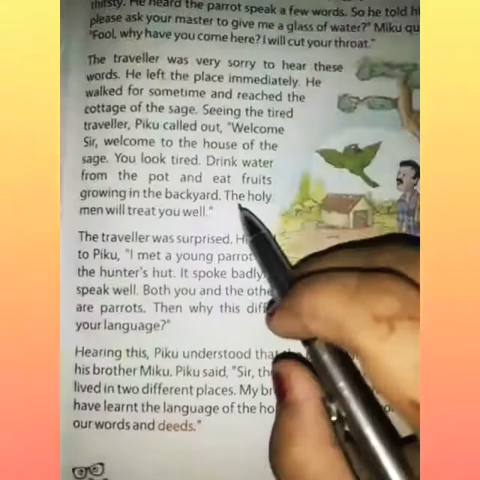 thirsty. He heard the parrot speak a few words. So he told hi
please ask your master to give me a glass of water?" Miku qu
"Fool, why have you come here? I will cut your throat."
The traveller was very sorry to hear these
words. He left the place immediately. He
walked for sometime and reached the
cottage of the sage. Seeing the tired
traveller, Piku called out, "Welcome
Sir, welcome to the house of the
sage. You look tired. Drink water
from the pot and eat fruits
growing in the backyard. The holy
men will treat you well."
The traveller was surprised. H
to Piku, "I met a young parrot
the hunter's hut. It spoke badly
speak well. Both you and the othe
are parrots. Then why this diff
your language?"
Hearing this, Piku understood tha
his brother Miku. Piku said, "Sir, th
lived in two different places. My br
have learnt the language of the ho
our words and deeds."